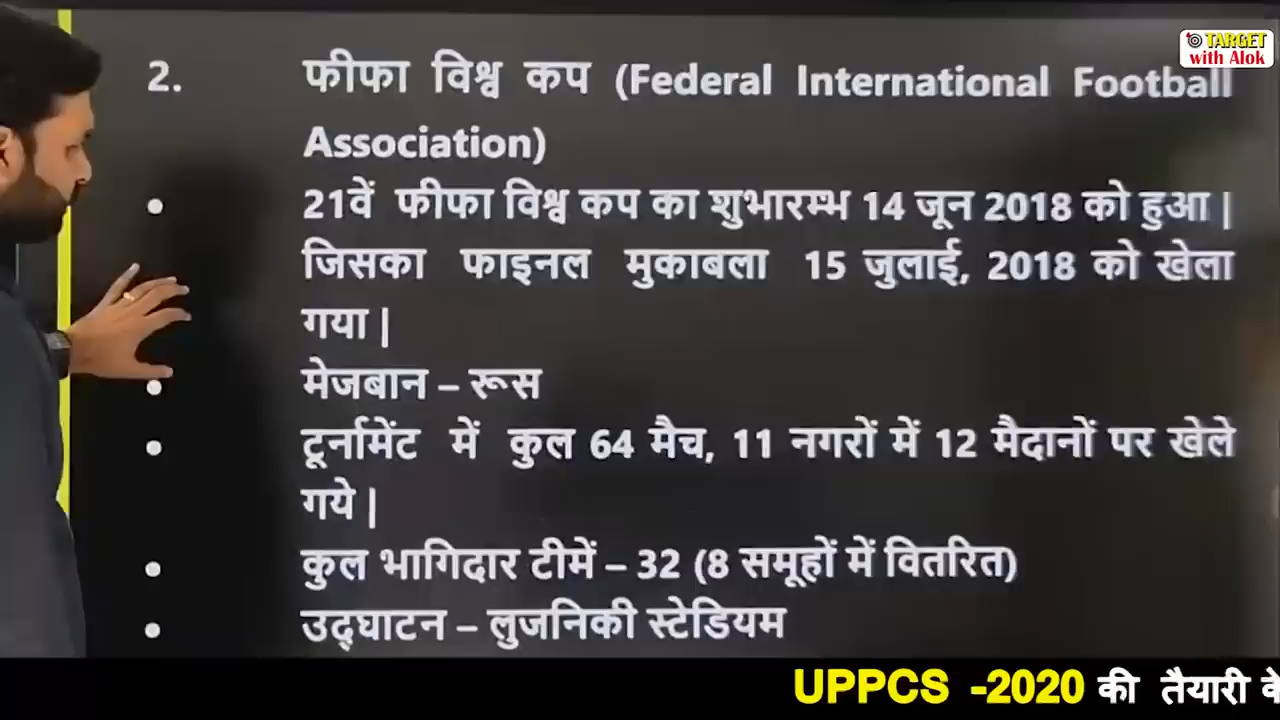 TARGET
with Alok
2. फीफा विश्व कप (Federal International Football
Association)
• 21वें फीफा विश्व कप का शुभारम्भ 14 जून 2018 को हुआ |
जिसका फाइनल मुकाबला 15 जुलाई, 2018 को खेला
गया |
• मेजबान – रूस
• टूर्नामेंट में कुल 64 मैच, 11 नगरों में 12 मैदानों पर खेले
गये |
• कुल भागिदार टीमें – 32 (8 समूहों में वितरित)
• उद्घाटन – लुजनिकी स्टेडियम
UPPCS -2020 की तैयारी के